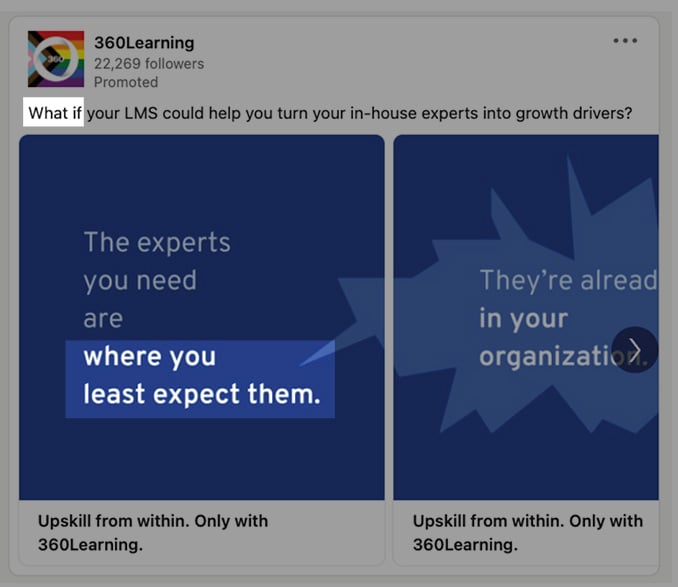 360
360Learning
22,269 followers
Promoted
What if your LMS could help you turn your in-house experts into growth drivers?
The experts
you need
are
where you
least expect them.
They're alread
in your
organization.
Upskill from within. Only with
360Learning.
Upskill from within. Only with
360Learning.